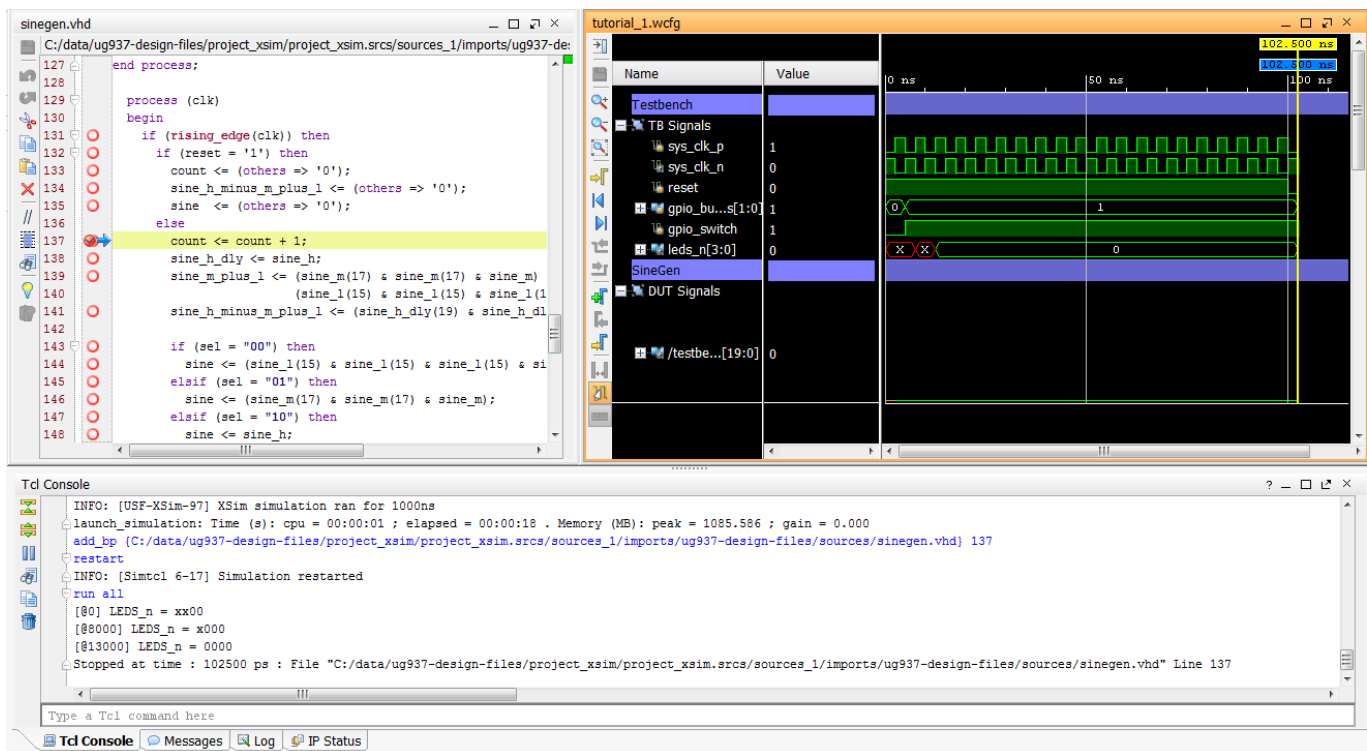 sinegen.vhd
C:/data/ug937-design-files/project_xsim/project_xsim.srcs/sources_1/imports/ug937-de:
127 end process;
128
129 process (clk)
130 begin
131 if (rising_edge(clk)) then
132 if (reset = '1') then
133 count <= (others => '0');
134 sine_h_minus_m_plus_l <= (others => '0');
135 sine <= (others => '0');
136 else
137 count <= count + 1;
138 sine_h_dly <= sine_h;
139 sine_m_plus_l <= (sine_m(17) & sine_m(17) & sine_m)
140 (sine_l(15) & sine_l(15) & sine_l(1
141 sine_h_minus_m_plus_l <= (sine_h_dly(19) & sine_h_dl
142
143 if (sel = "00") then
144 sine <= (sine_l(15) & sine_l(15) & sine_l(15) & si
145 elsif (sel = "01") then
146 sine <= (sine_m(17) & sine_m(17) & sine_m);
147 elsif (sel = "10") then
148 sine <= sine_h;
tutorial_1.wcfg
102.500 ns
102.500 ns
Name Value
0 ns 50 ns 100 ns
Testbench
TB Signals
sys_clk_p 1
sys_clk_n 0
reset 0
gpio_bu...s[1:0] 1 0 1
gpio_switch 1
leds_n[3:0] 0 X X 0
SineGen
DUT Signals
/testbe...[19:0] 0
Tcl Console
INFO: [USF-XSim-97] XSim simulation ran for 1000ns
launch_simulation: Time (s): cpu = 00:00:01 ; elapsed = 00:00:18 . Memory (MB): peak = 1085.586 ; gain = 0.000
add_bp {C:/data/ug937-design-files/project_xsim/project_xsim.srcs/sources_1/imports/ug937-design-files/sources/sinegen.vhd} 137
restart
INFO: [Simtcl 6-17] Simulation restarted
run all
[@0] LEDS_n = xx00
[@8000] LEDS_n = x000
[@13000] LEDS_n = 0000
Stopped at time : 102500 ps : File "C:/data/ug937-design-files/project_xsim/project_xsim.srcs/sources_1/imports/ug937-design-files/sources/sinegen.vhd" Line 137
Type a Tcl command here
Tcl Console Messages Log IP Status